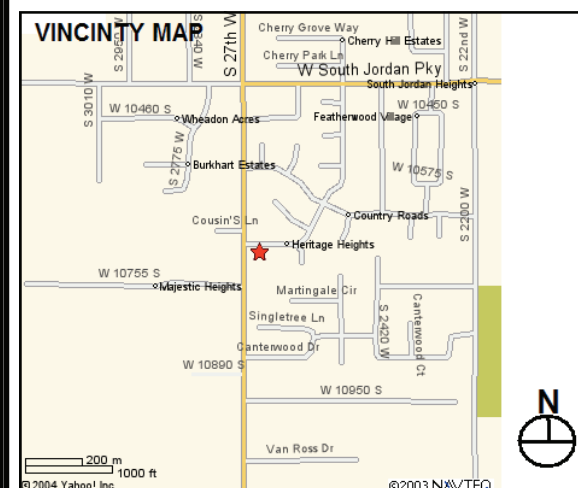 VINCINTY MAP
S 2950 W
S 2840 W
S 27th W
Cherry Grove Way
Cherry Hill Estates
S 22nd W
Cherry Park Ln
W South Jordan Pky
South Jordan Heights
S 3010 W
W 10460 S
Wheadon Acres
Featherwood Village
W 10450 S
S 2775 W
Burkhart Estates
W 10575 S
S 2200 W
Cousin'S Ln
Country Roads
Heritage Heights
W 10755 S
Majestic Heights
Martingale Cir
Singletree Ln
S 2420 W
Canterwood Ct
Canterwood Dr
W 10890 S
W 10950 S
N
Van Ross Dr
200 m
1000 ft
©2004 Yahoo! Inc
©2003 NAVTEQ